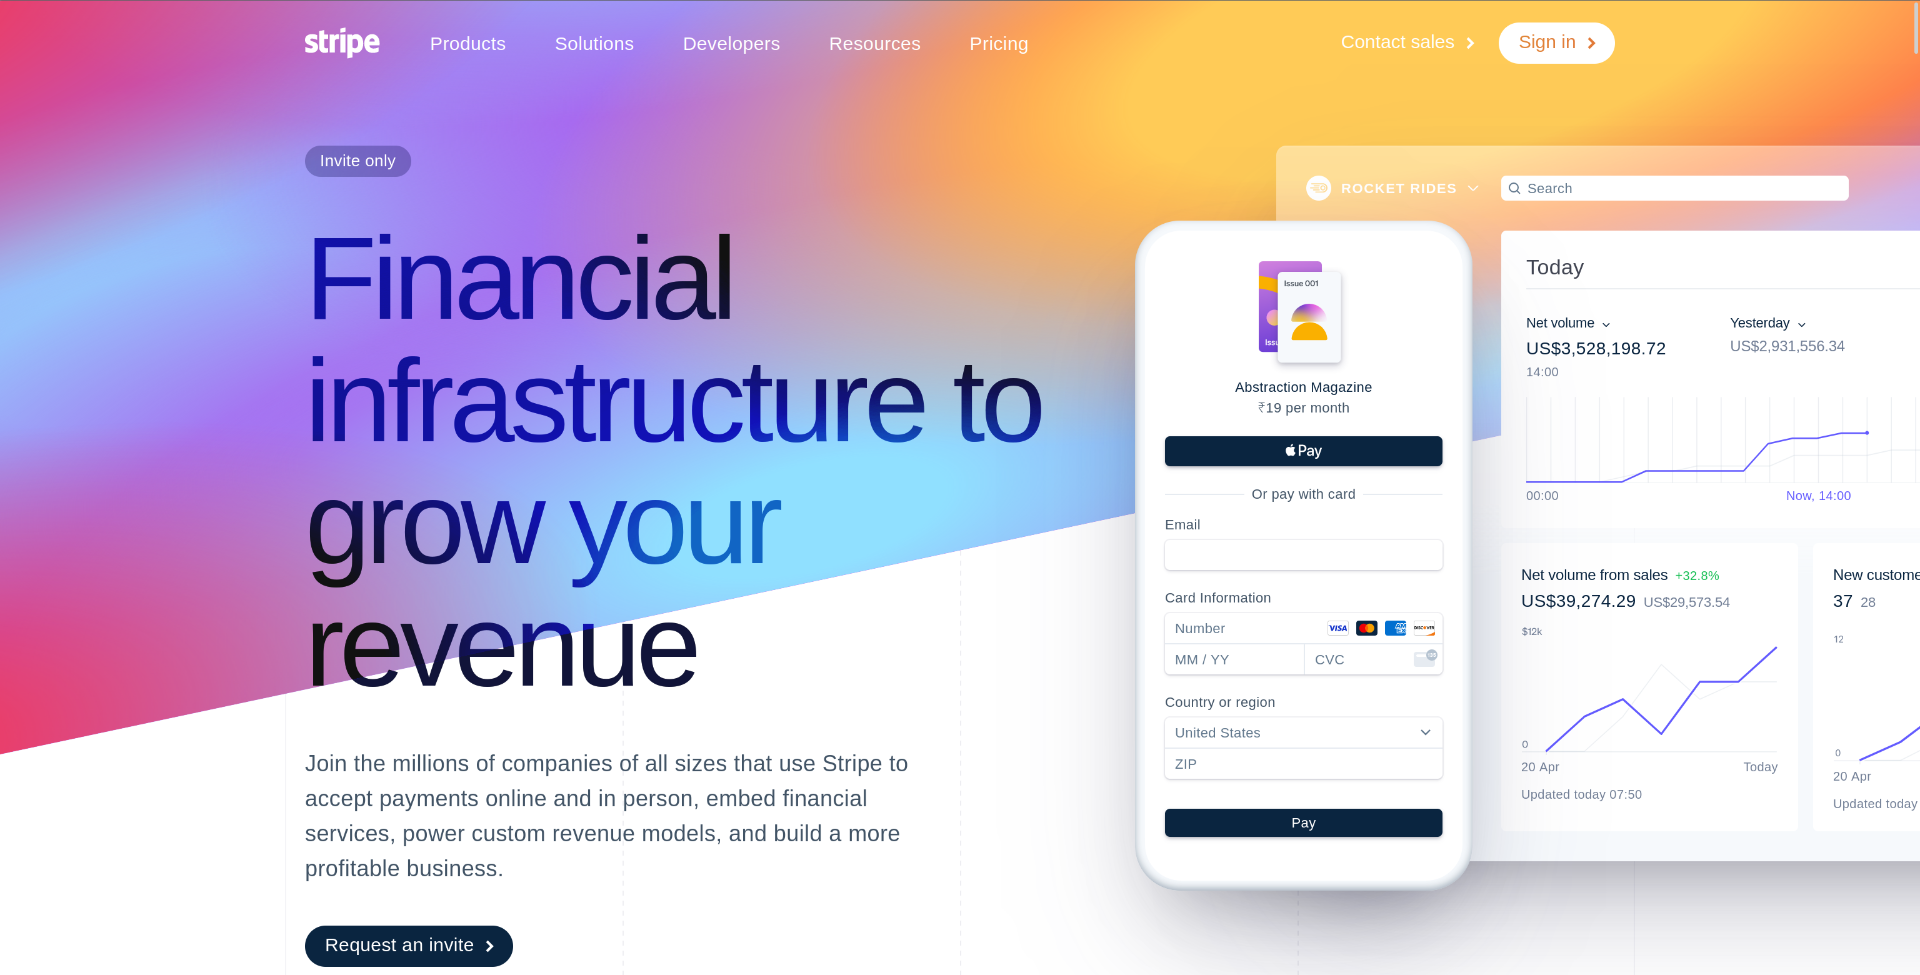 stripe
Products
Solutions
Developers
Resources
Pricing
Contact sales
Sign in
Invite only
Financial
infrastructure to
grow your
revenue
Join the millions of companies of all sizes that use Stripe to
accept payments online and in person, embed financial
services, power custom revenue models, and build a more
profitable business.
Request an invite
Issue 001
Issu
Abstraction Magazine
₹19 per month
Pay
Or pay with card
Email
Card Information
Number
VISA
DISCOVER
MM / YY
CVC
Country or region
United States
ZIP
Pay
ROCKET RIDES
Search
Today
Net volume
Yesterday
US$3,528,198.72
US$2,931,556.34
14:00
00:00
Now, 14:00
Net volume from sales +32.8%
US$39,274.29 US$29,573.54
$12k
0
20 Apr
Today
Updated today 07:50
New custome
37 28
12
0
20 Apr
Updated today